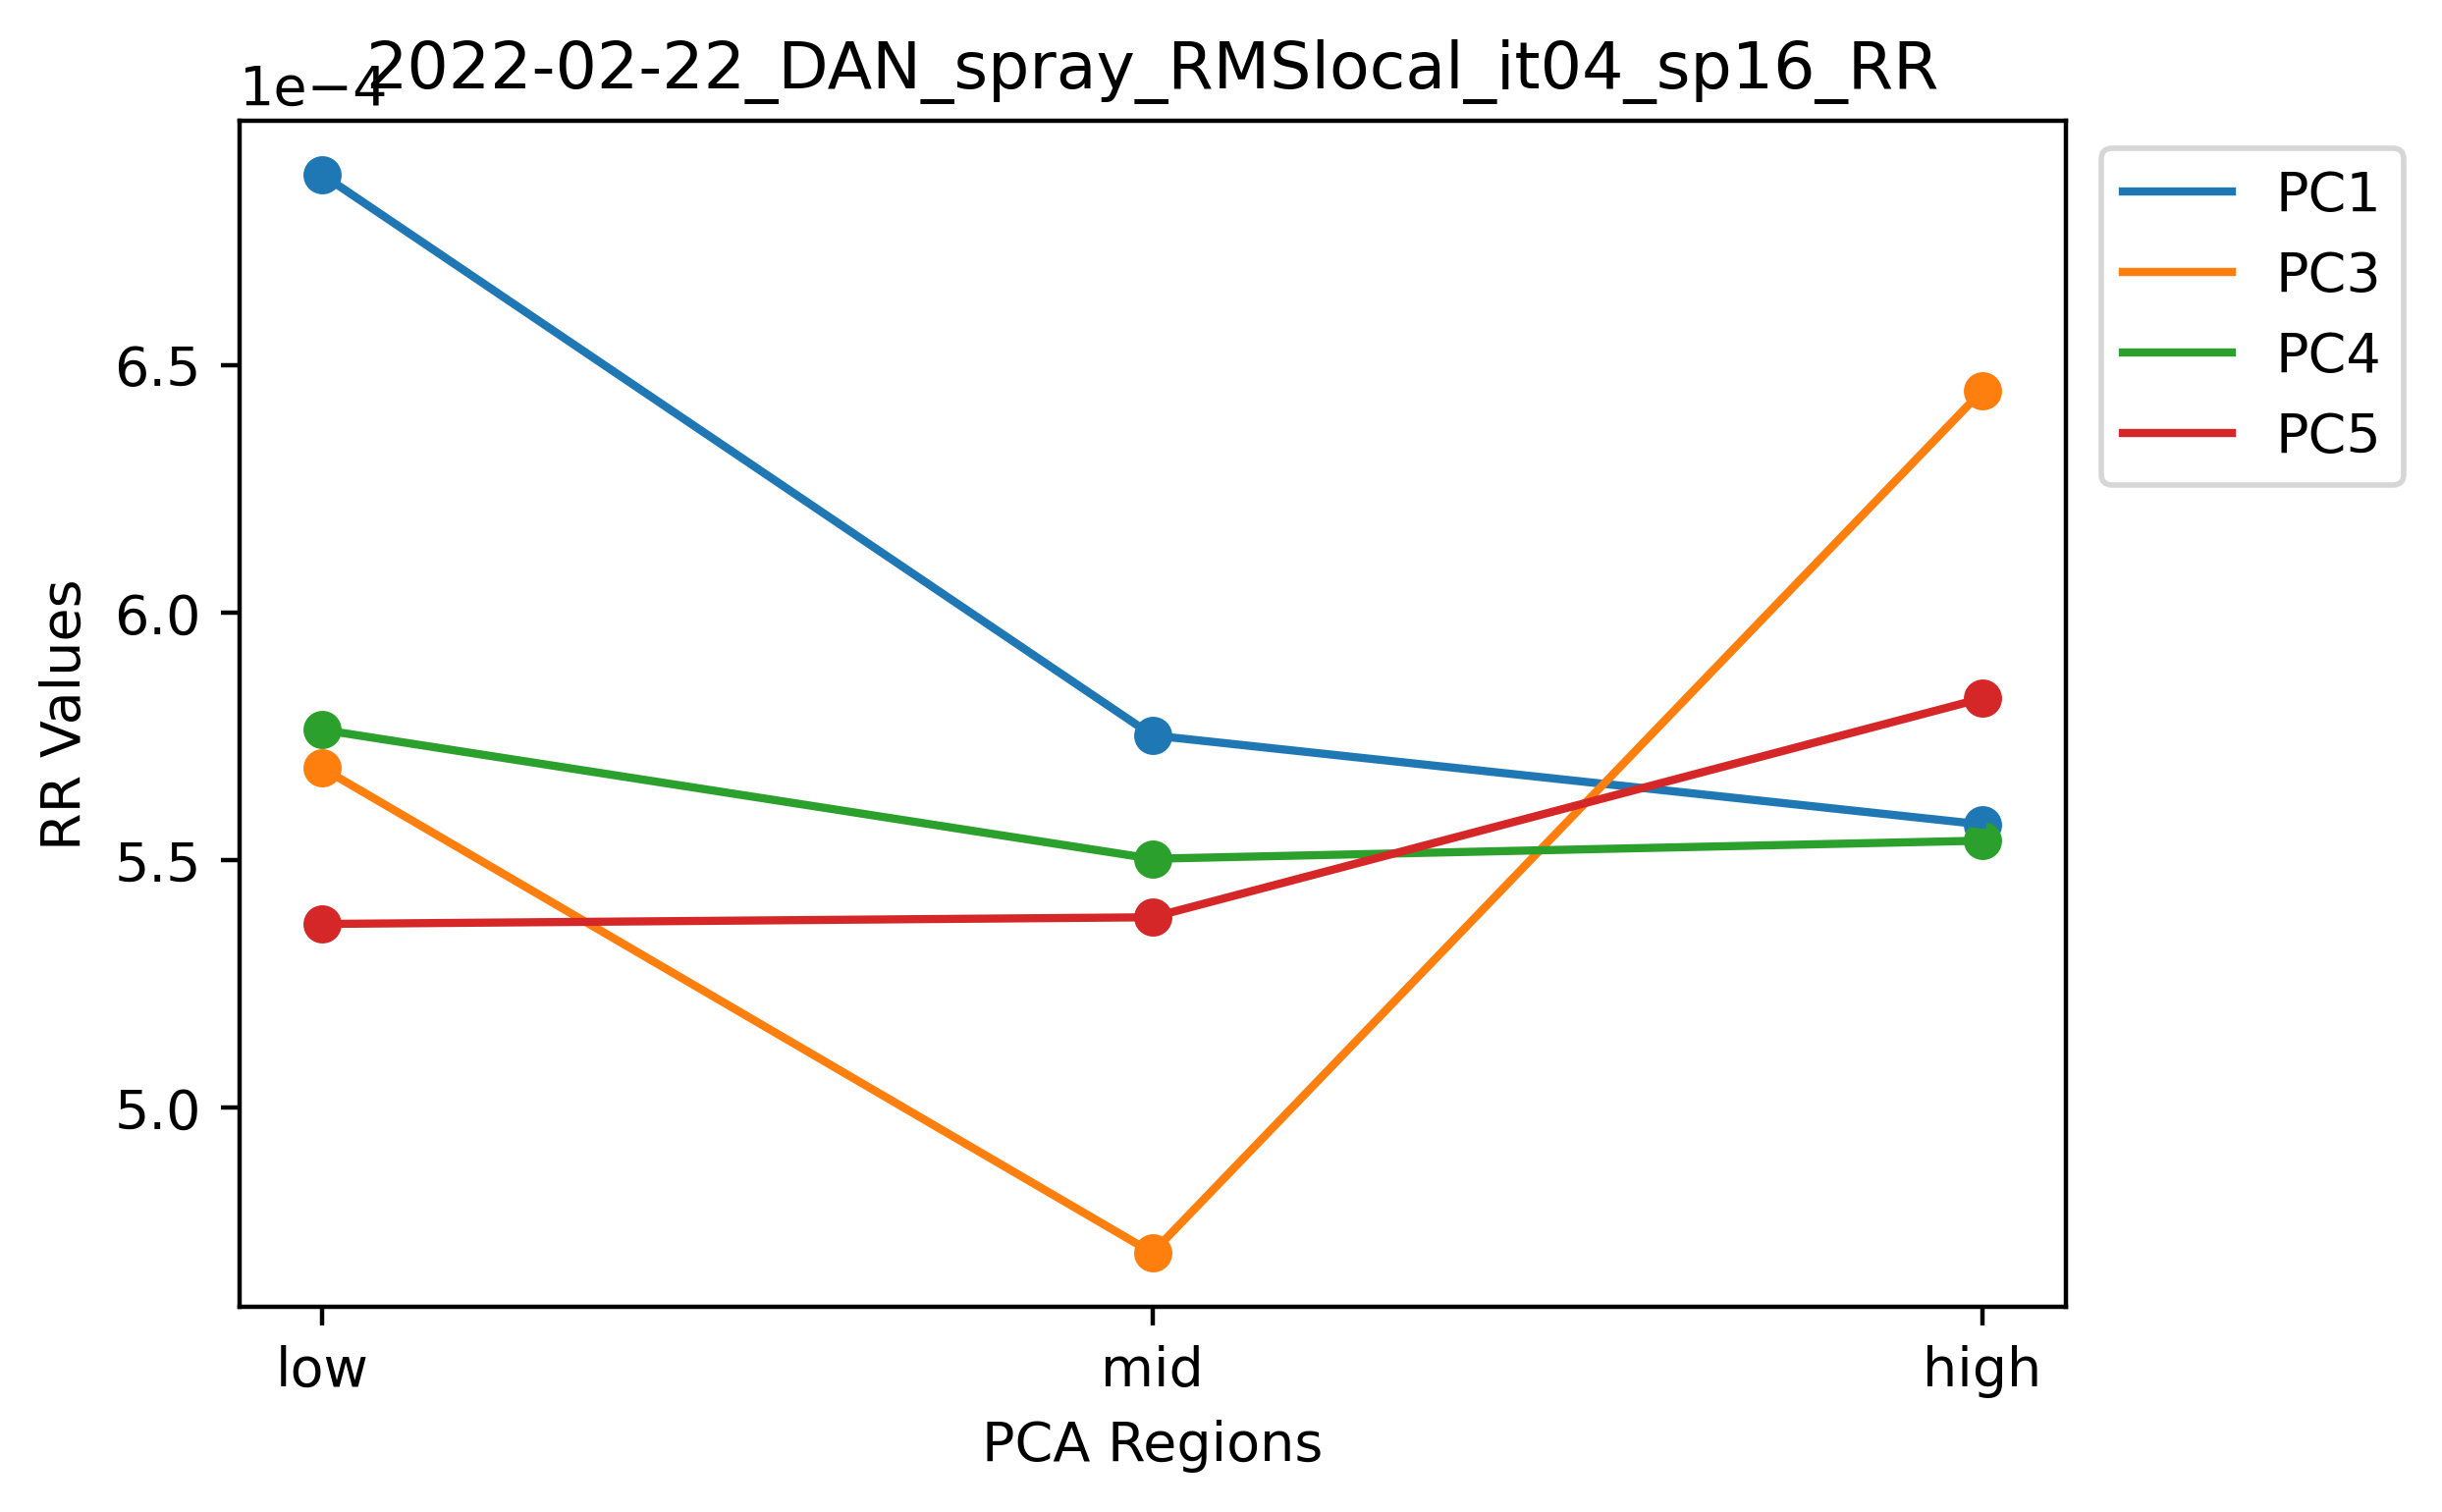 2022-02-22_DAN_spray_RMSlocal_it04_sp16_RR
1e−4
6.5
6.0
5.5
5.0
RR Values
low
mid
high
PCA Regions
PC1
PC3
PC4
PC5